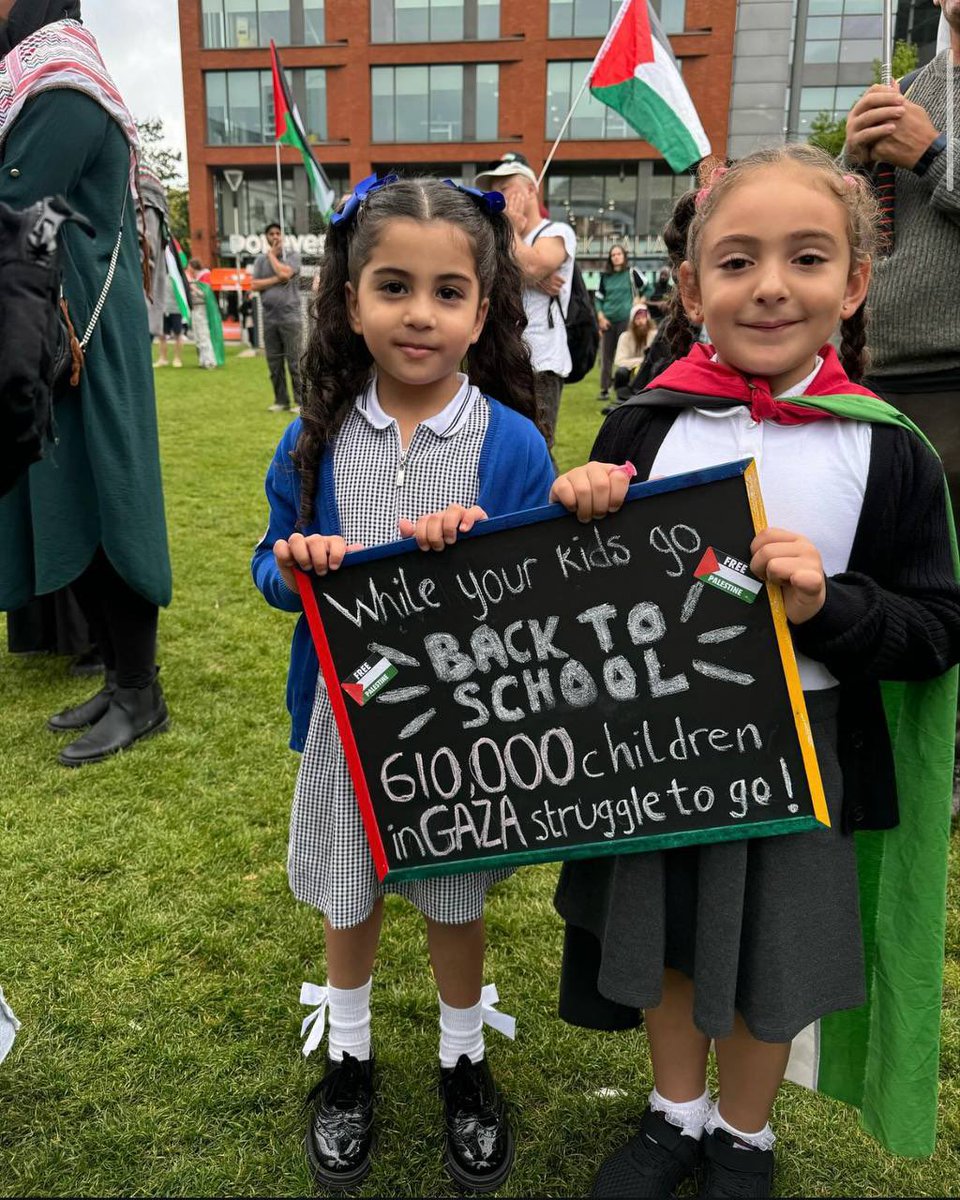 While your kids go
BACK TO
SCHOOL
610,000 children
in GAZA struggle to go!
FREE
PALESTINE
FREE
PALESTINE
ITALIA